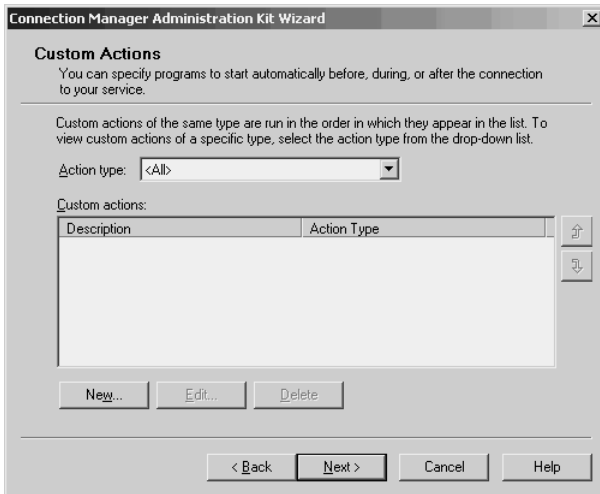 Connection Manager Administration Kit Wizard
Custom Actions
You can specify programs to start automatically before, during, or after the connection
to your service.
Custom actions of the same type are run in the order in which they appear in the list. To
view custom actions of a specific type, select the action type from the drop-down list.
Action type: <All>
Custom actions:
Description Action Type
New... Edit... Delete
< Back Next > Cancel Help